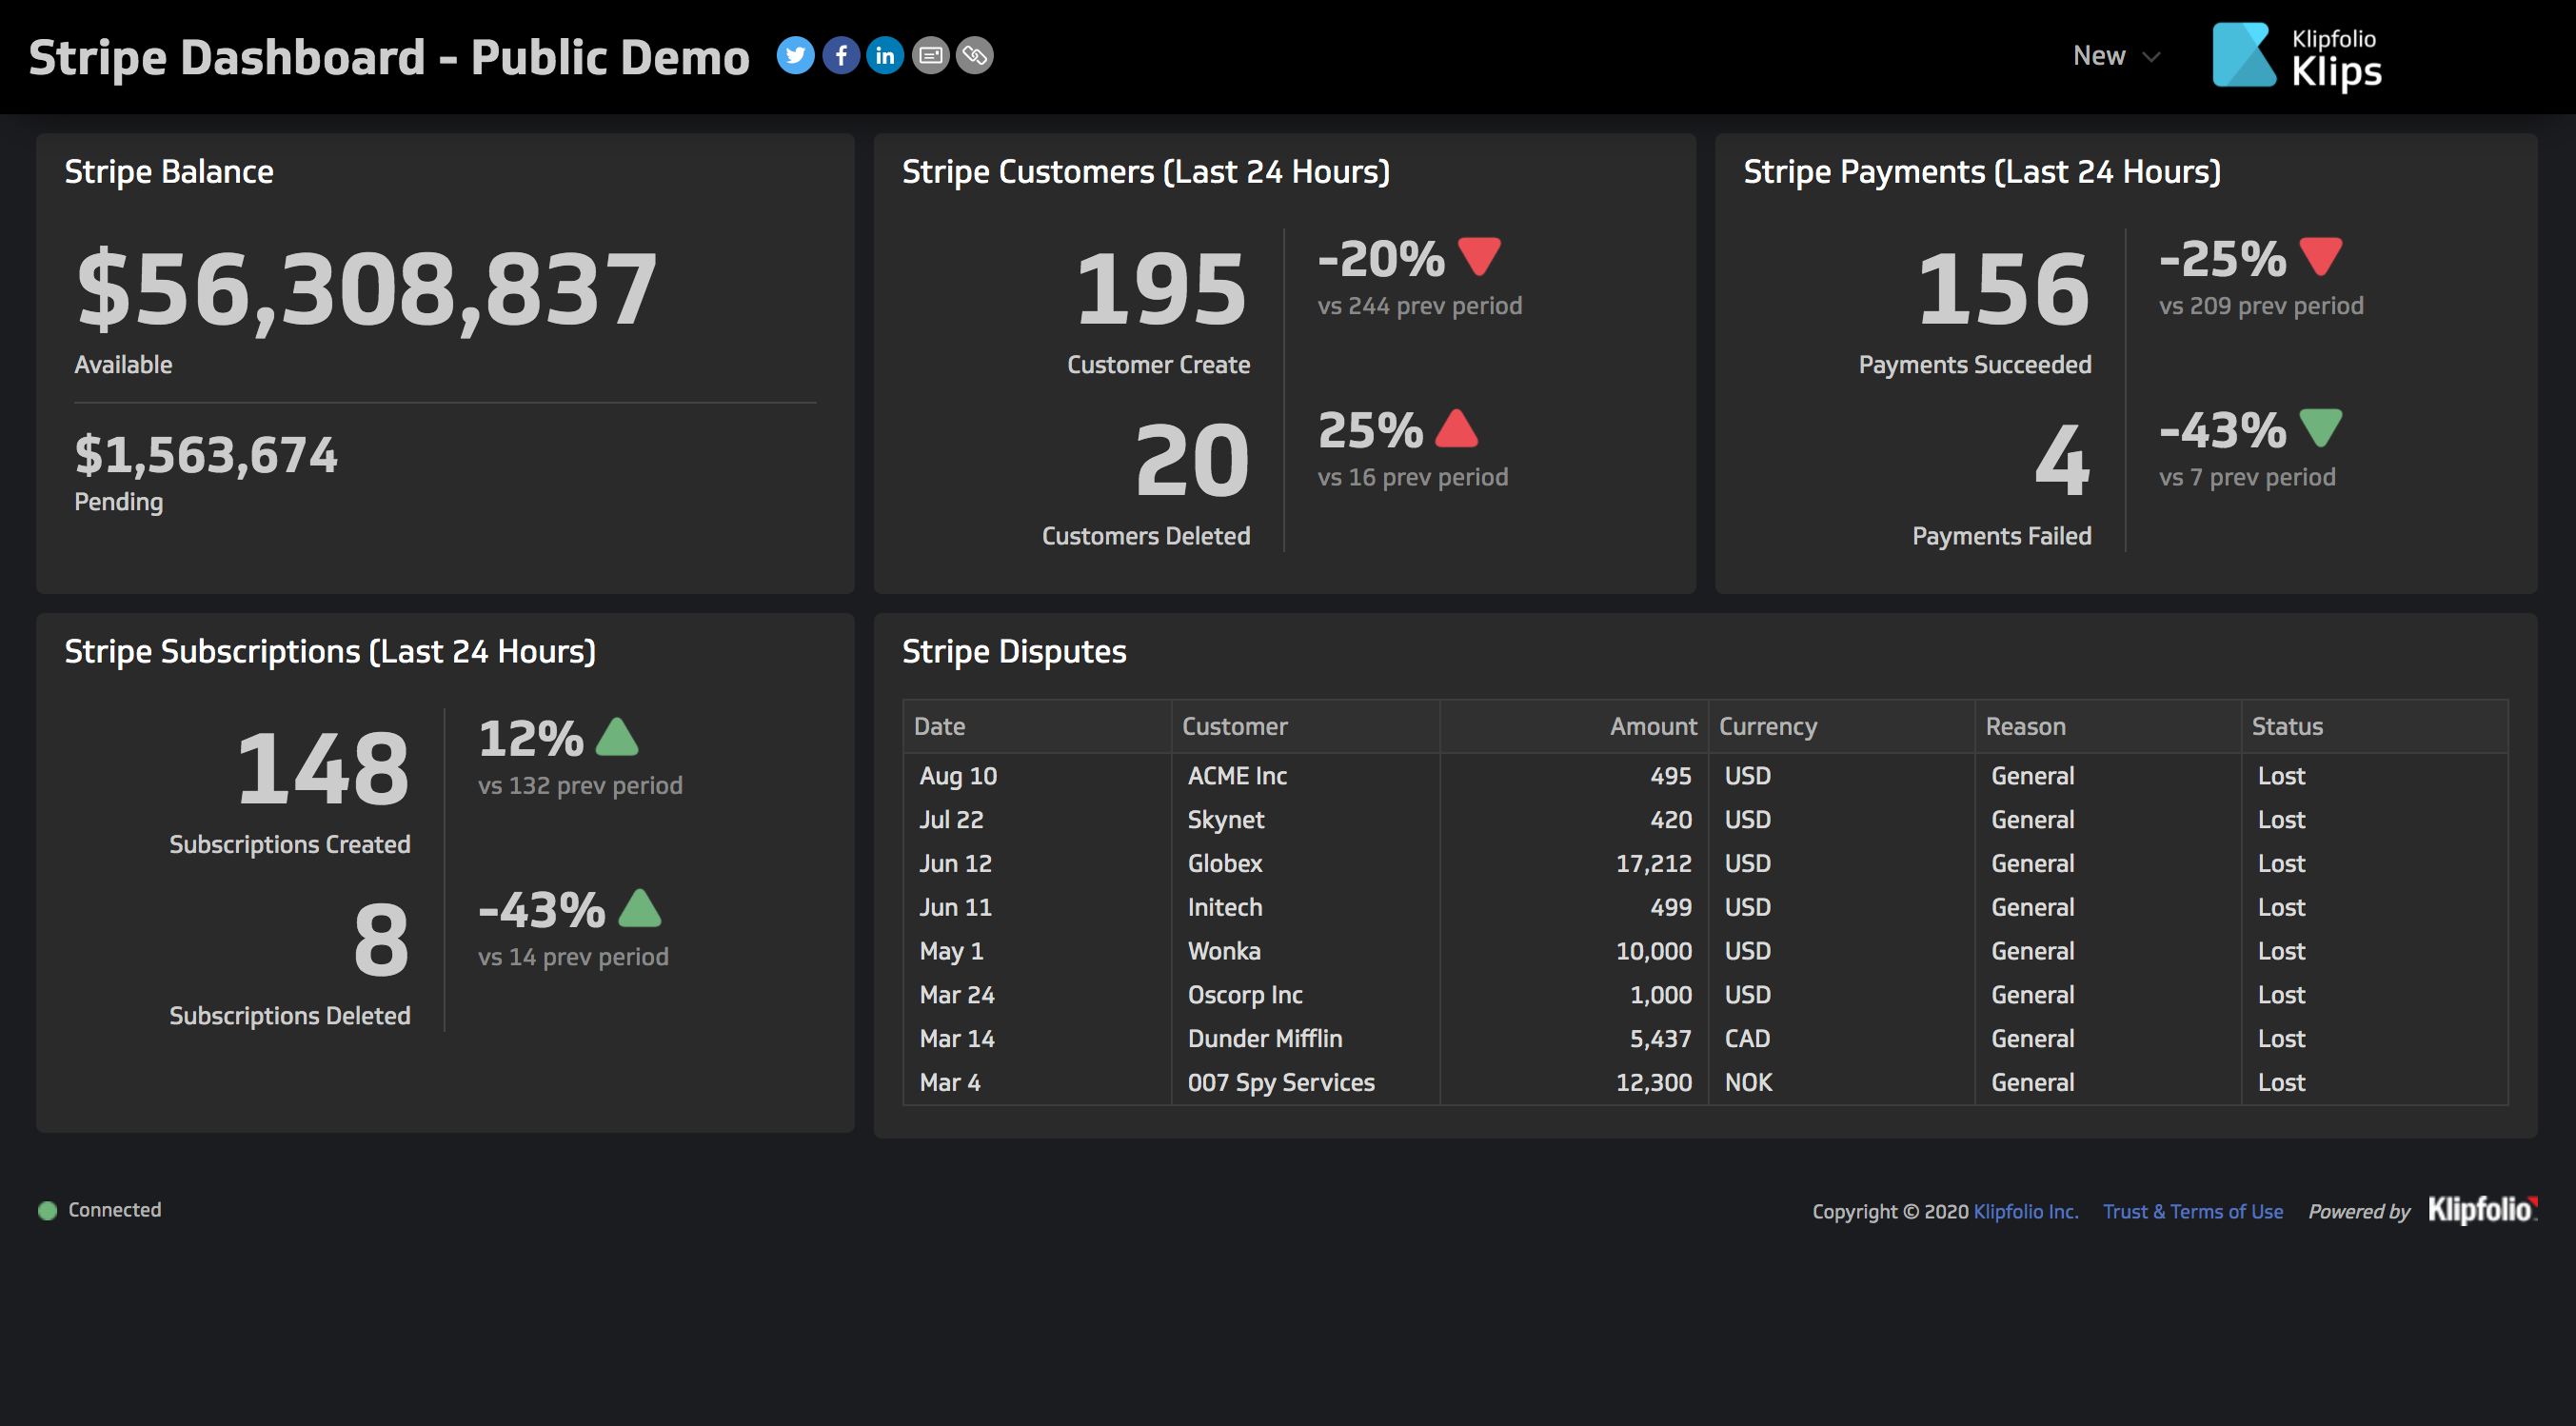 Stripe Dashboard - Public Demo
New
Klipfolio
Klips
Stripe Balance
$56,308,837
Available
$1,563,674
Pending
Stripe Customers (Last 24 Hours)
195
Customer Create
-20%
vs 244 prev period
20
Customers Deleted
25%
vs 16 prev period
Stripe Payments (Last 24 Hours)
156
Payments Succeeded
-25%
vs 209 prev period
4
Payments Failed
-43%
vs 7 prev period
Stripe Subscriptions (Last 24 Hours)
148
Subscriptions Created
12%
vs 132 prev period
8
Subscriptions Deleted
-43%
vs 14 prev period
Stripe Disputes
Date Customer Amount Currency Reason Status
Aug 10 ACME Inc 495 USD General Lost
Jul 22 Skynet 420 USD General Lost
Jun 12 Globex 17,212 USD General Lost
Jun 11 Initech 499 USD General Lost
May 1 Wonka 10,000 USD General Lost
Mar 24 Oscorp Inc 1,000 USD General Lost
Mar 14 Dunder Mifflin 5,437 CAD General Lost
Mar 4 007 Spy Services 12,300 NOK General Lost
Connected
Copyright © 2020 Klipfolio Inc. Trust & Terms of Use Powered by Klipfolio